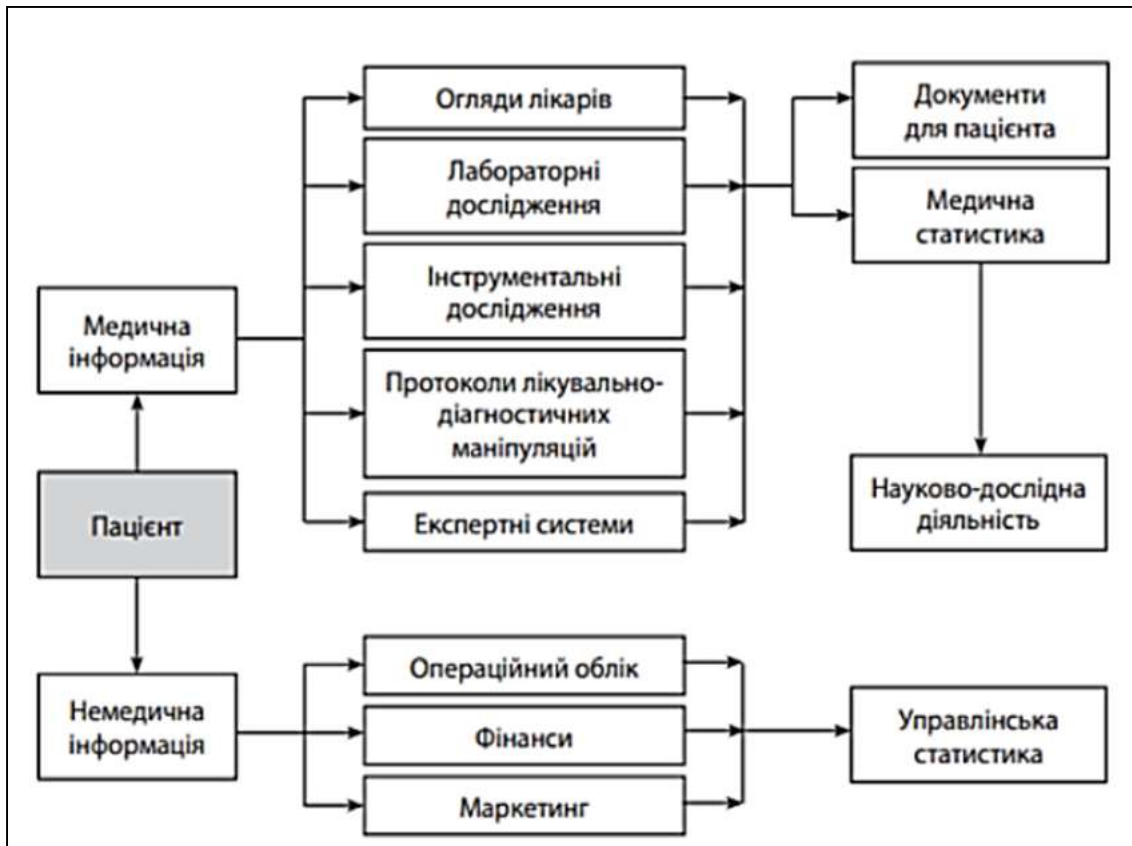 Огляди лікарів
Лабораторні
дослідження
Інструментальні
дослідження
Протоколи лікувально-
діагностичних
маніпуляцій
Експертні системи
Документи
для пацієнта
Медична
статистика
Науково-дослідна
діяльність
Медична
інформація
Пацієнт
Немедична
інформація
Операційний облік
Фінанси
Маркетинг
Управлінська
статистика